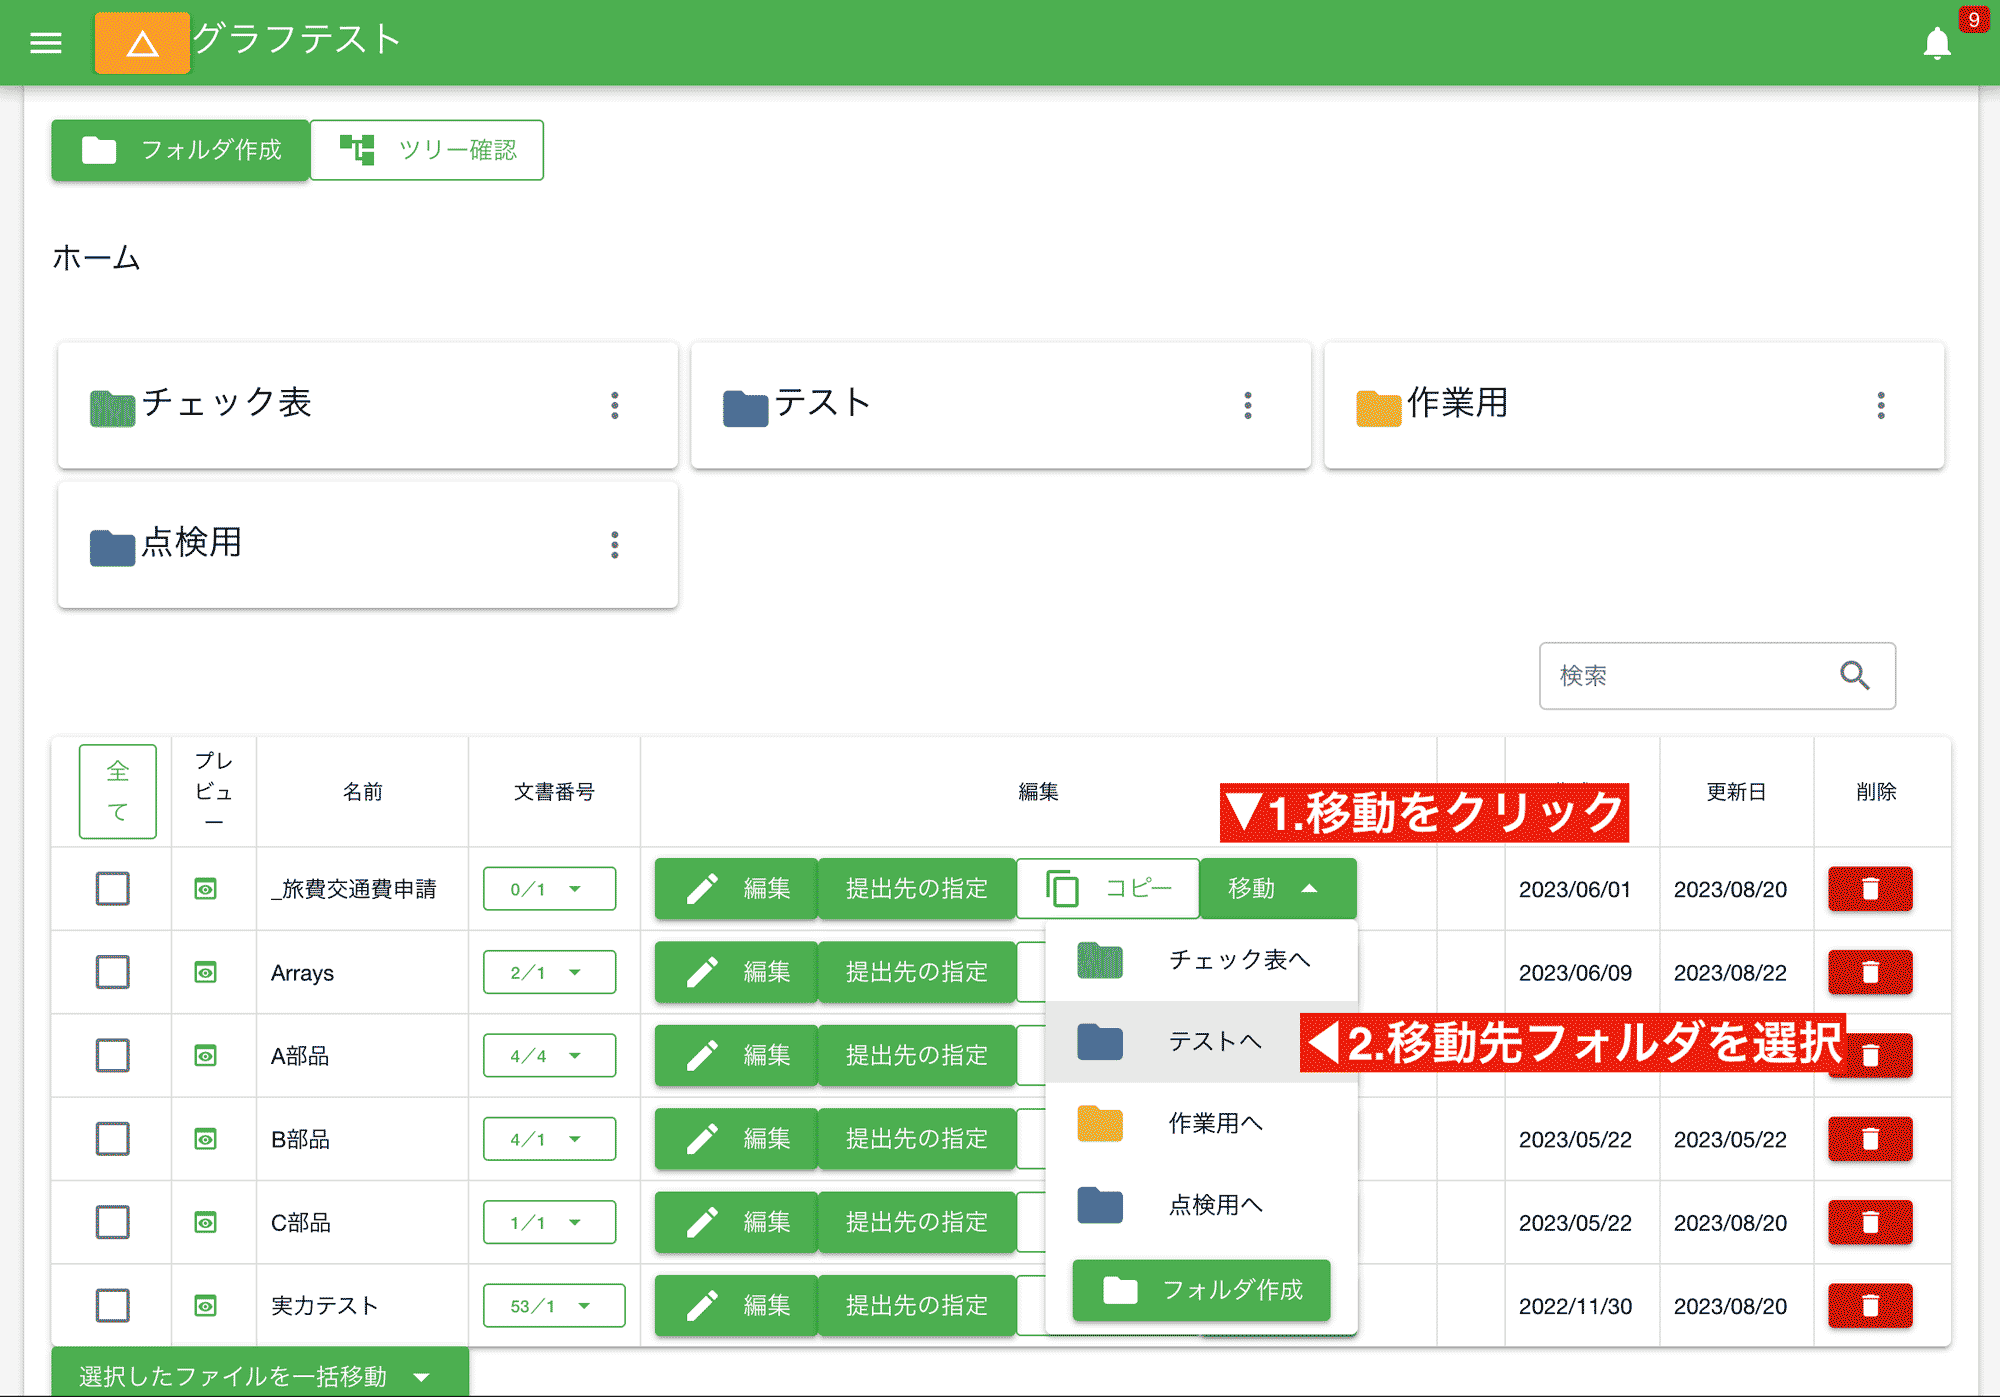 グラフテスト
9
フォルダ作成
ツリー確認
ホーム
チェック表
テスト
作業用
点検用
検索
全て
プレビュー
名前
文書番号
編集
▼1.移動をクリック
更新日
削除
_旅費交通費申請
0/1
編集
提出先の指定
コピー
移動
2023/06/01
2023/08/20
Arrays
2/1
編集
提出先の指定
チェック表へ
2023/06/09
2023/08/22
A部品
4/4
編集
提出先の指定
テストへ
◀2.移動先フォルダを選択
B部品
4/1
編集
提出先の指定
作業用へ
2023/05/22
2023/05/22
C部品
1/1
編集
提出先の指定
点検用へ
2023/05/22
2023/08/20
実力テスト
53/1
編集
提出先の指定
フォルダ作成
2022/11/30
2023/08/20
選択したファイルを一括移動